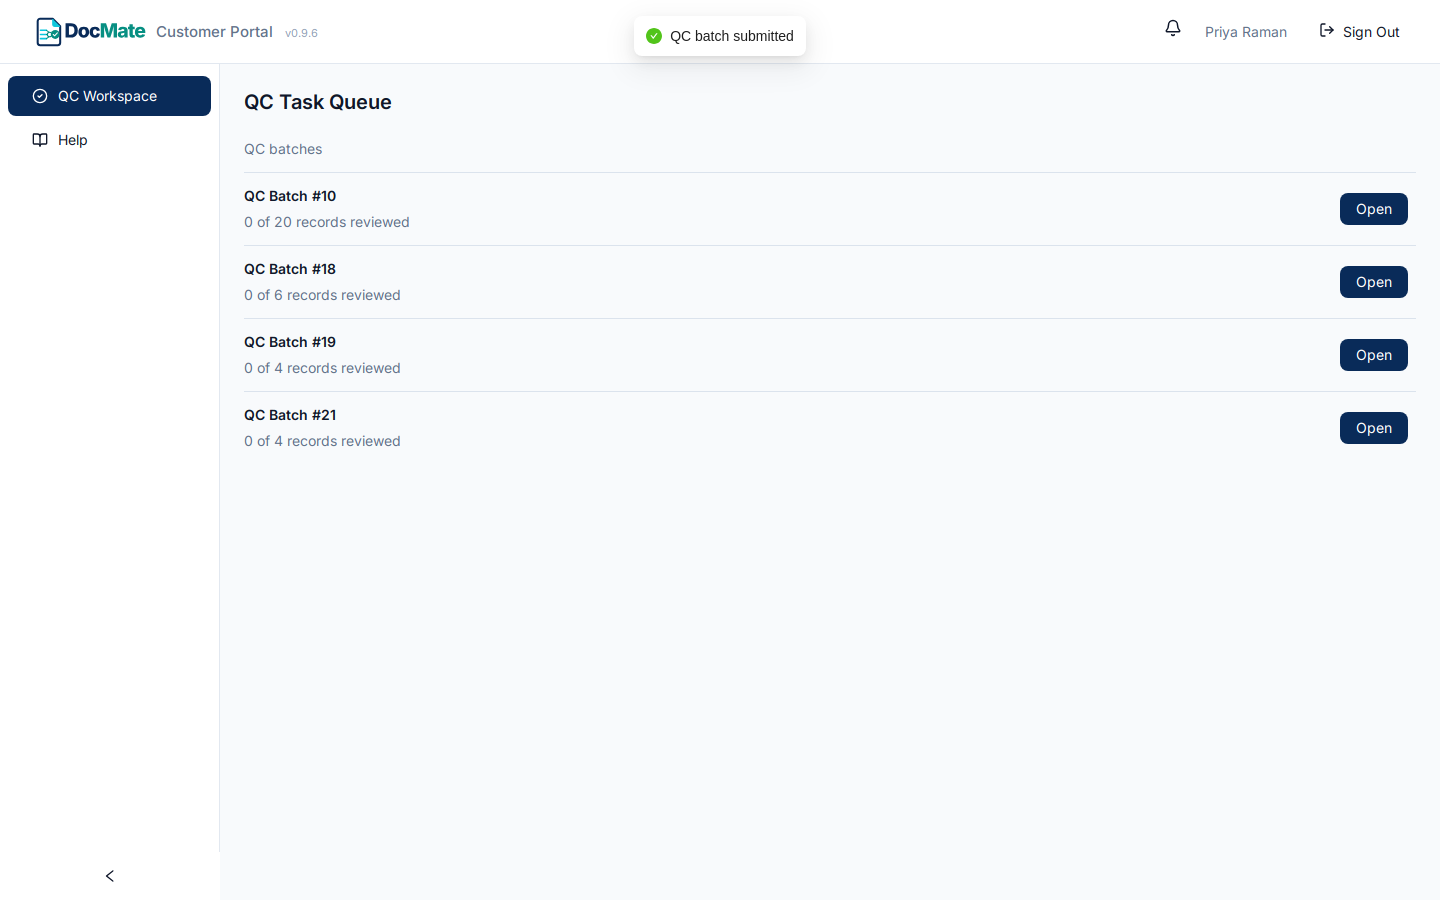 DocMate Customer Portal v0.9.6
QC batch submitted
Priya Raman
Sign Out
QC Workspace
Help
QC Task Queue
QC batches
QC Batch #10
0 of 20 records reviewed
Open
QC Batch #18
0 of 6 records reviewed
Open
QC Batch #19
0 of 4 records reviewed
Open
QC Batch #21
0 of 4 records reviewed
Open